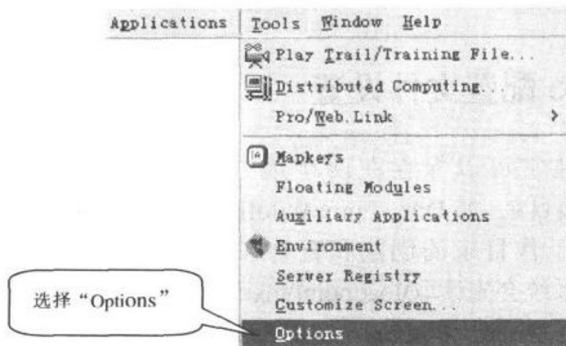 Applications Tools Window Help
Play Trail/Training File...
Distributed Computing...
Pro/Web.Link >
Mapkeys
Floating Modules
Auxiliary Applications
Environment
Server Registry
Customize Screen...
选择“Options”
Options